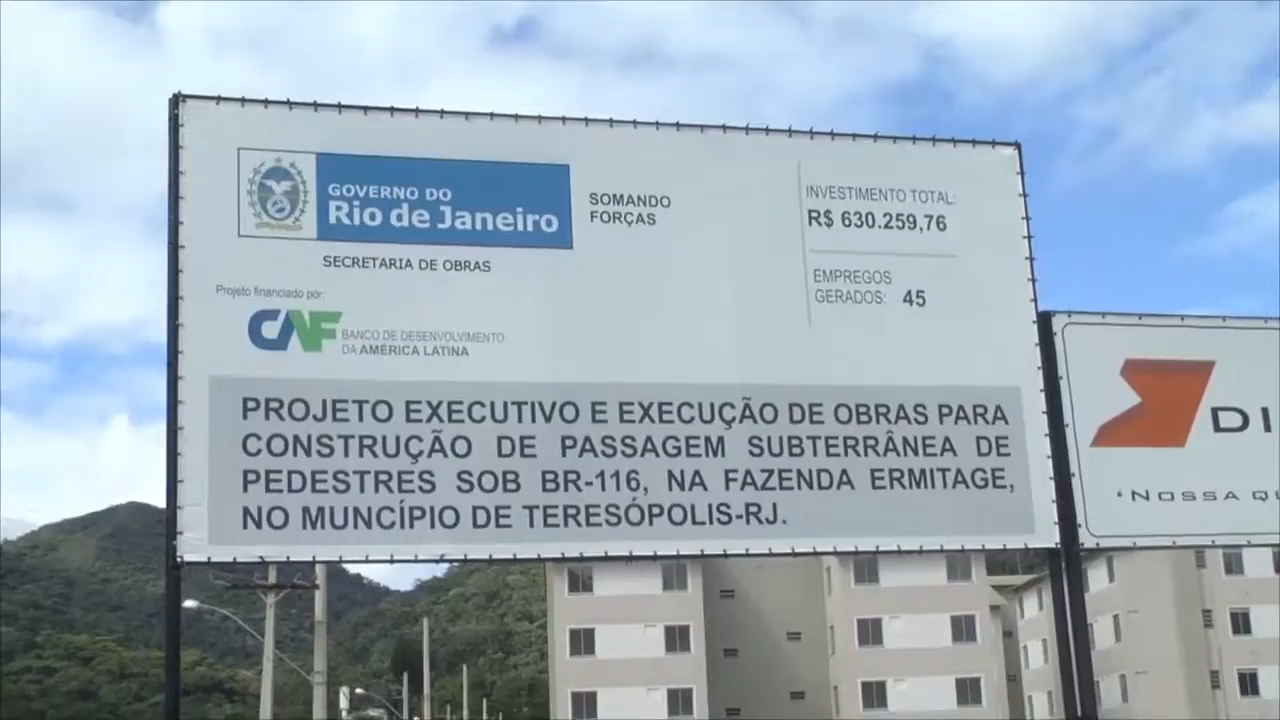 GOVERNO DO
Rio de Janeiro
SOMANDO
FORÇAS
SECRETARIA DE OBRAS
INVESTIMENTO TOTAL:
R$ 630.259,76
EMPREGOS
GERADOS: 45
Projeto financiado por:
CAF
BANCO DE DESENVOLVIMENTO
DA AMÉRICA LATINA
PROJETO EXECUTIVO E EXECUÇÃO DE OBRAS PARA
CONSTRUÇÃO DE PASSAGEM SUBTERRÂNEA DE
PEDESTRES SOB BR-116, NA FAZENDA ERMITAGE,
NO MUNCÍPIO DE TERESÓPOLIS-RJ.
DI
‘NOSSA QU